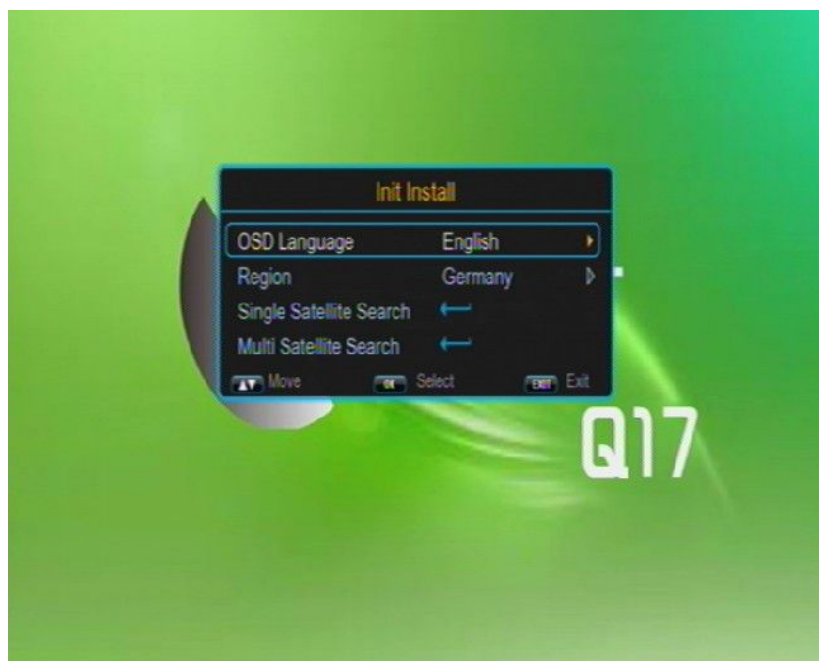 Init Install
OSD Language English
Region Germany
Single Satellite Search
Multi Satellite Search
Move OK Select EXIT Exit
Q17